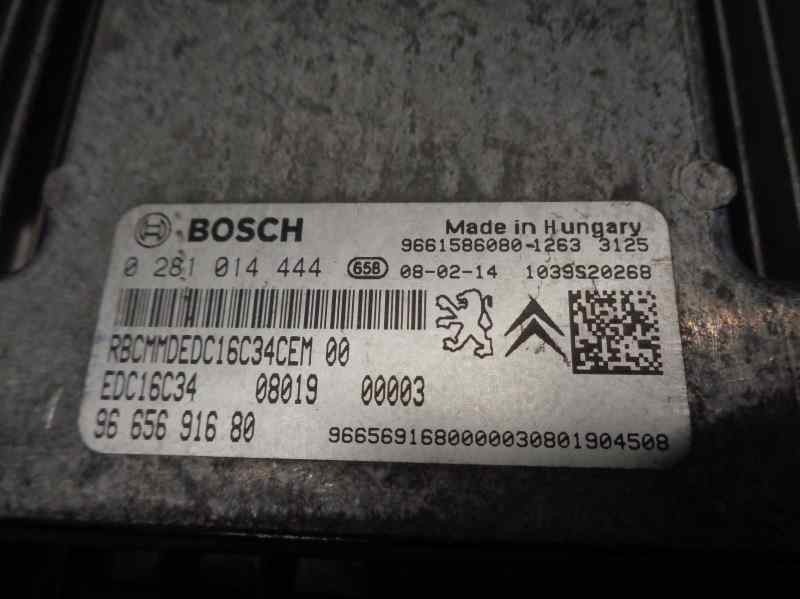 BOSCH Made in Hungary
9661586080-1263 3125
0 281 014 444 658 08-02-14 1039S20268
RBCMMDEDC16C34CEM 00
EDC16C34 08019 00003
96 656 916 80 9665691680000030801904508